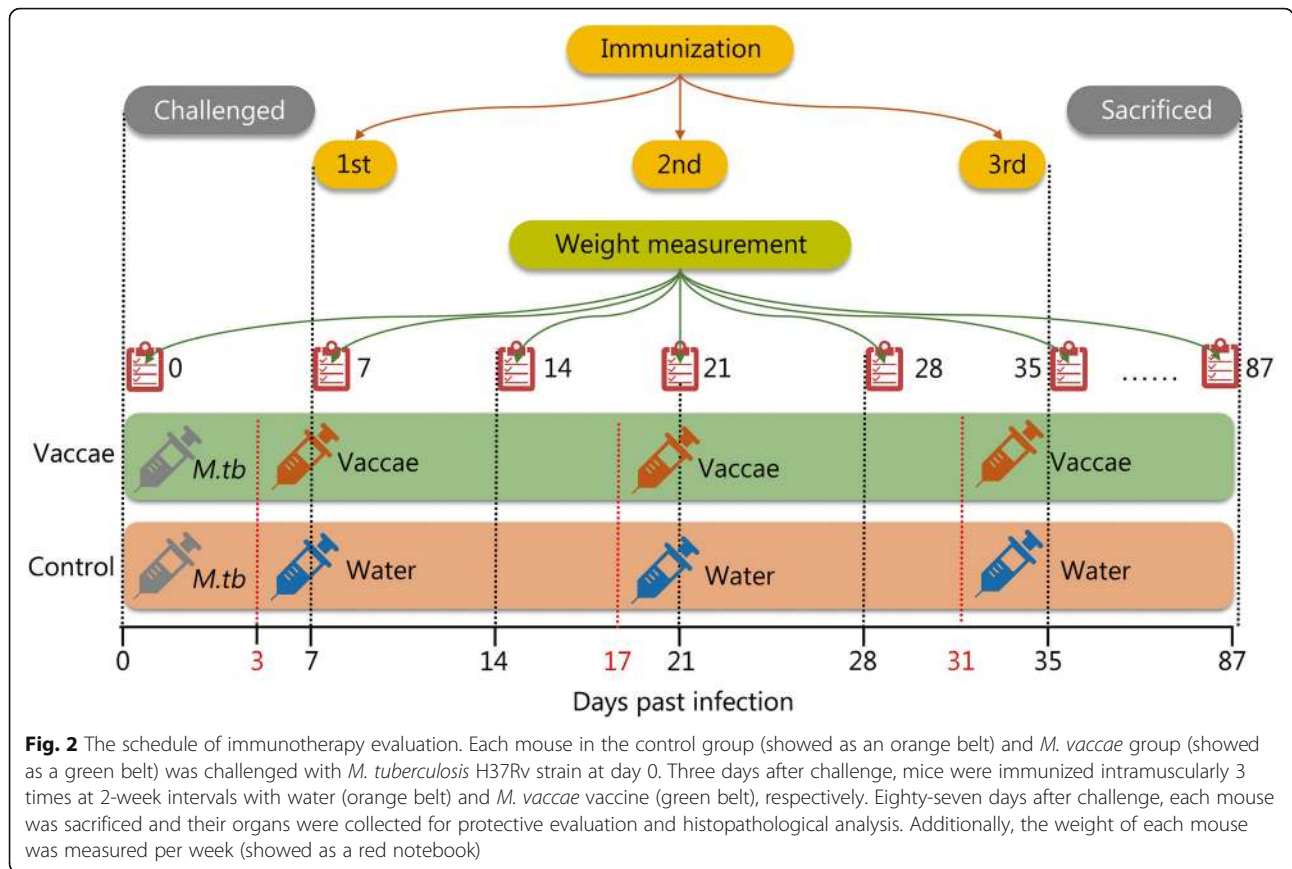 Immunization
Challenged
Sacrificed
1st
2nd
3rd
Weight measurement
0
7
14
21
28
35
......
87
Vaccae
M.tb
Vaccae
Vaccae
Vaccae
Control
M.tb
Water
Water
Water
0
3
7
14
17
21
28
31
35
87
Days past infection
Fig. 2 The schedule of immunotherapy evaluation. Each mouse in the control group (showed as an orange belt) and M. vaccae group (showed
as a green belt) was challenged with M. tuberculosis H37Rv strain at day 0. Three days after challenge, mice were immunized intramuscularly 3
times at 2-week intervals with water (orange belt) and M. vaccae vaccine (green belt), respectively. Eighty-seven days after challenge, each mouse
was sacrificed and their organs were collected for protective evaluation and histopathological analysis. Additionally, the weight of each mouse
was measured per week (showed as a red notebook)